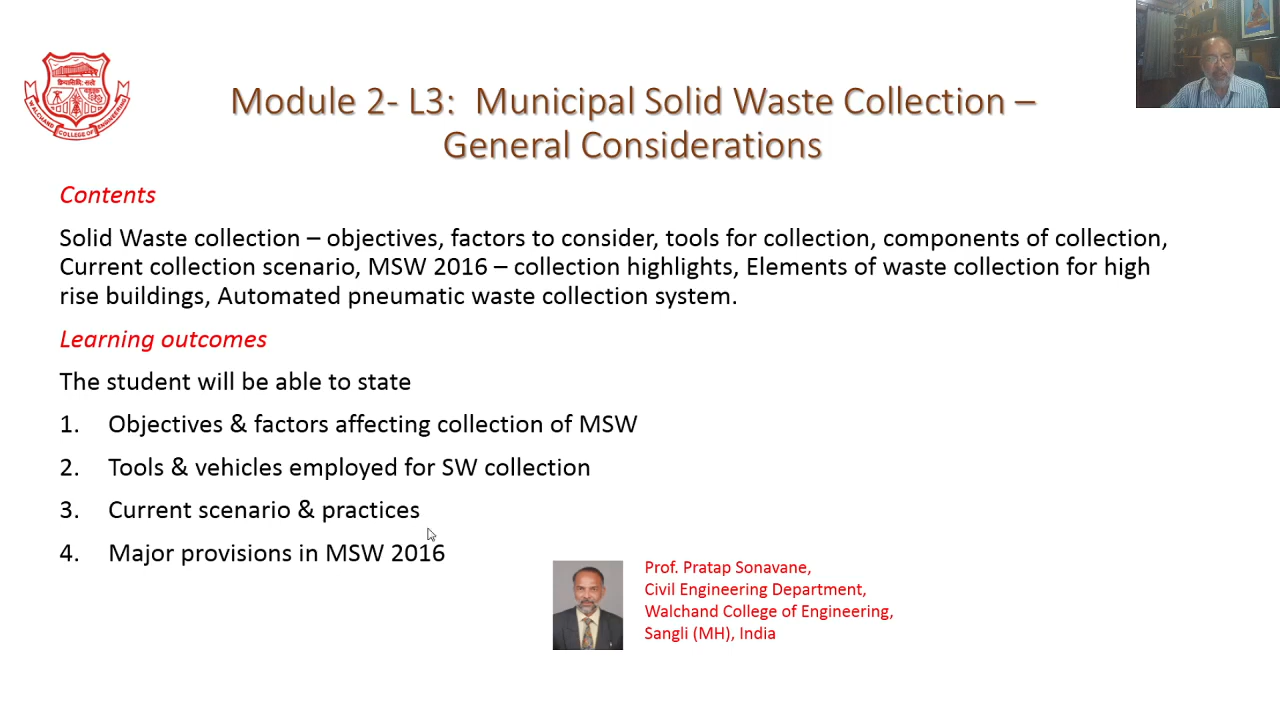 Module 2- L3:  Municipal Solid Waste Collection –
General Considerations
Contents
Solid Waste collection – objectives, factors to consider, tools for collection, components of collection,
Current collection scenario, MSW 2016 – collection highlights, Elements of waste collection for high
rise buildings, Automated pneumatic waste collection system.
Learning outcomes
The student will be able to state
1. Objectives & factors affecting collection of MSW
2. Tools & vehicles employed for SW collection
3. Current scenario & practices
4. Major provisions in MSW 2016
Prof. Pratap Sonavane,
Civil Engineering Department,
Walchand College of Engineering,
Sangli (MH), India
WALCHAND COLLEGE OF ENGINEERING